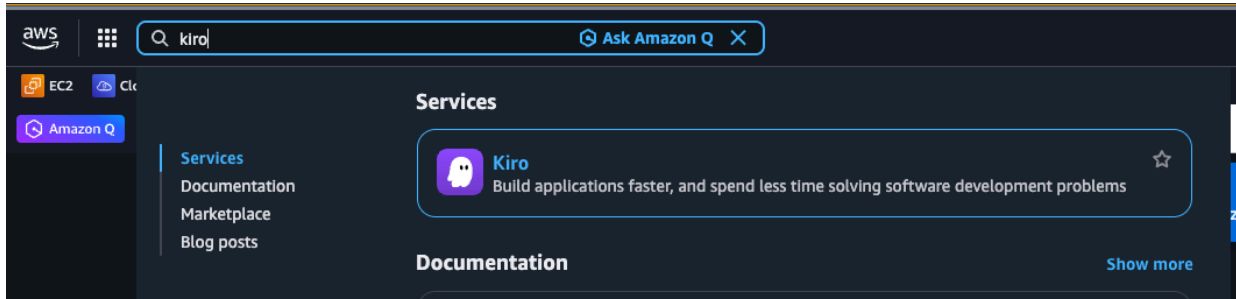 aws
kiro
Ask Amazon Q
EC2
Clo
Amazon Q
Services
Documentation
Marketplace
Blog posts
Services
Kiro
Build applications faster, and spend less time solving software development problems
Documentation
Show more